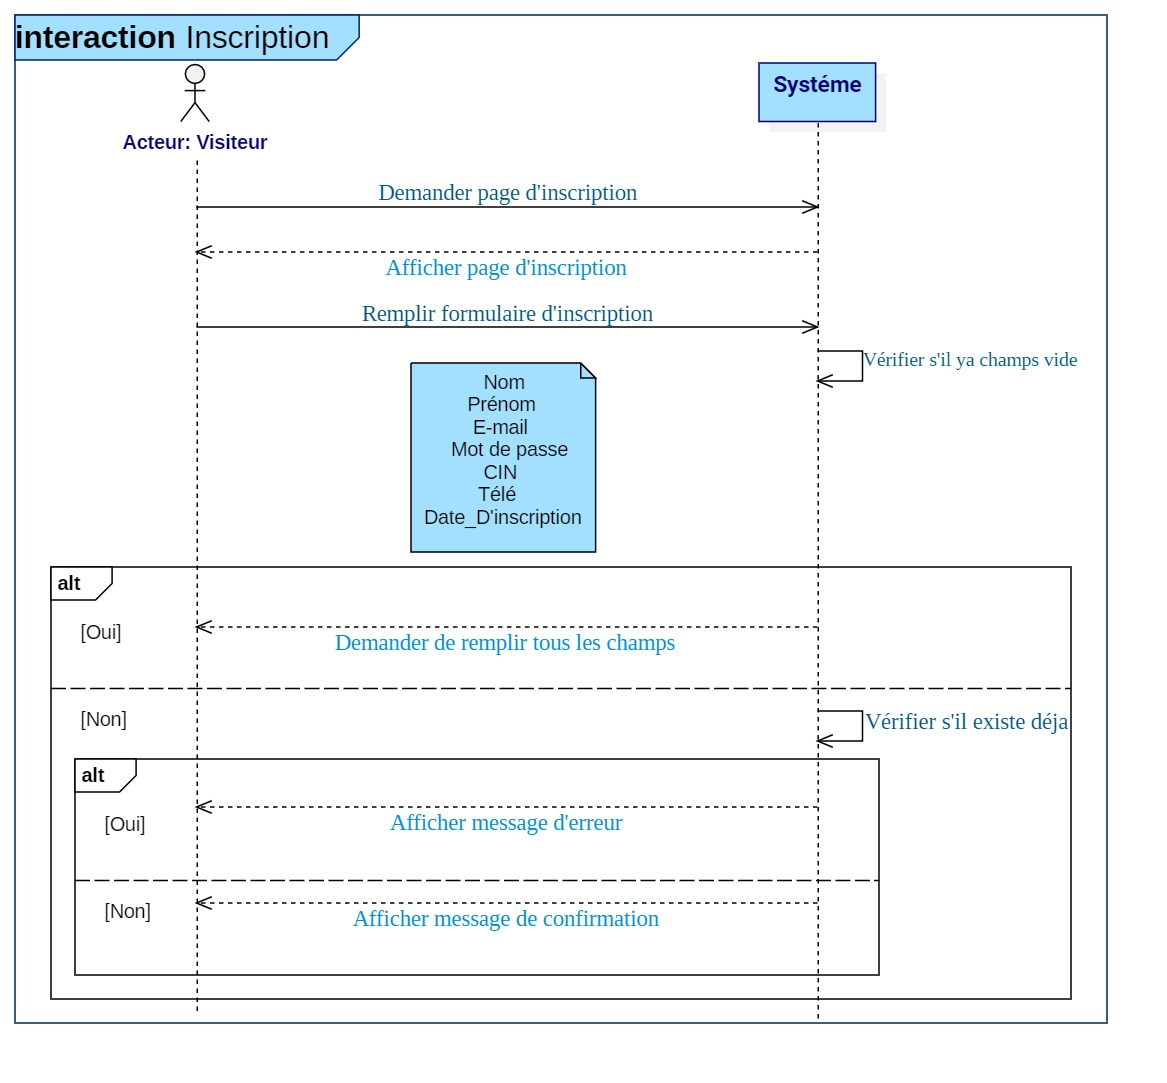 interaction Inscription
Systéme
Acteur: Visiteur
Demander page d'inscription
Afficher page d'inscription
Remplir formulaire d'inscription
Vérifier s'il ya champs vide
Nom
Prénom
E-mail
Mot de passe
CIN
Télé
Date_D'inscription
alt
[Oui]
Demander de remplir tous les champs
[Non]
Vérifier s'il existe déja
alt
[Oui]
Afficher message d'erreur
[Non]
Afficher message de confirmation